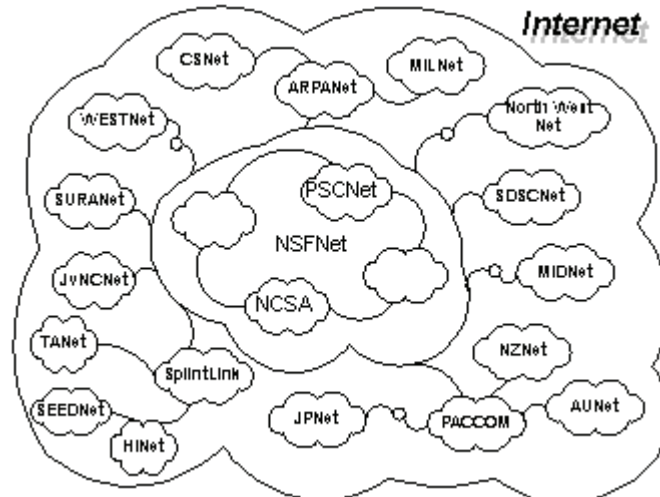 Internet
CSNet
MILNet
ARPANet
WESTNet
North West
Net
PSCNet
SURANet
SDSCNet
NSFNet
JvNCNet
MIDNet
NCSA
TANet
NZNet
SplintLink
SEEDNet
JPNet
PACCOM
AUNet
HINet